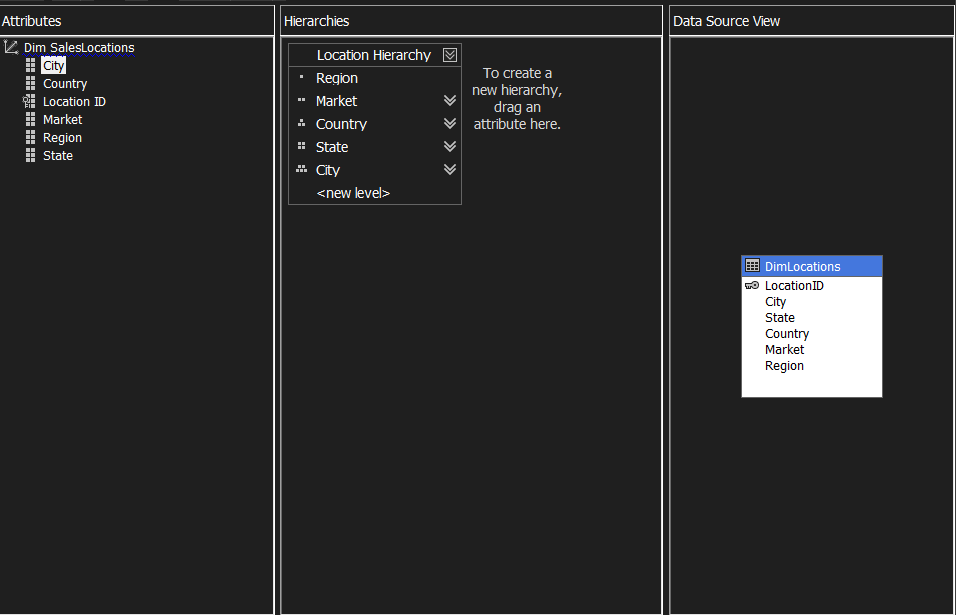 Attributes
Dim SalesLocations
City
Country
Location ID
Market
Region
State
Hierarchies
Location Hierarchy
Region
Market
Country
State
City
<new level>
To create a
new hierarchy,
drag an
attribute here.
Data Source View
DimLocations
LocationID
City
State
Country
Market
Region